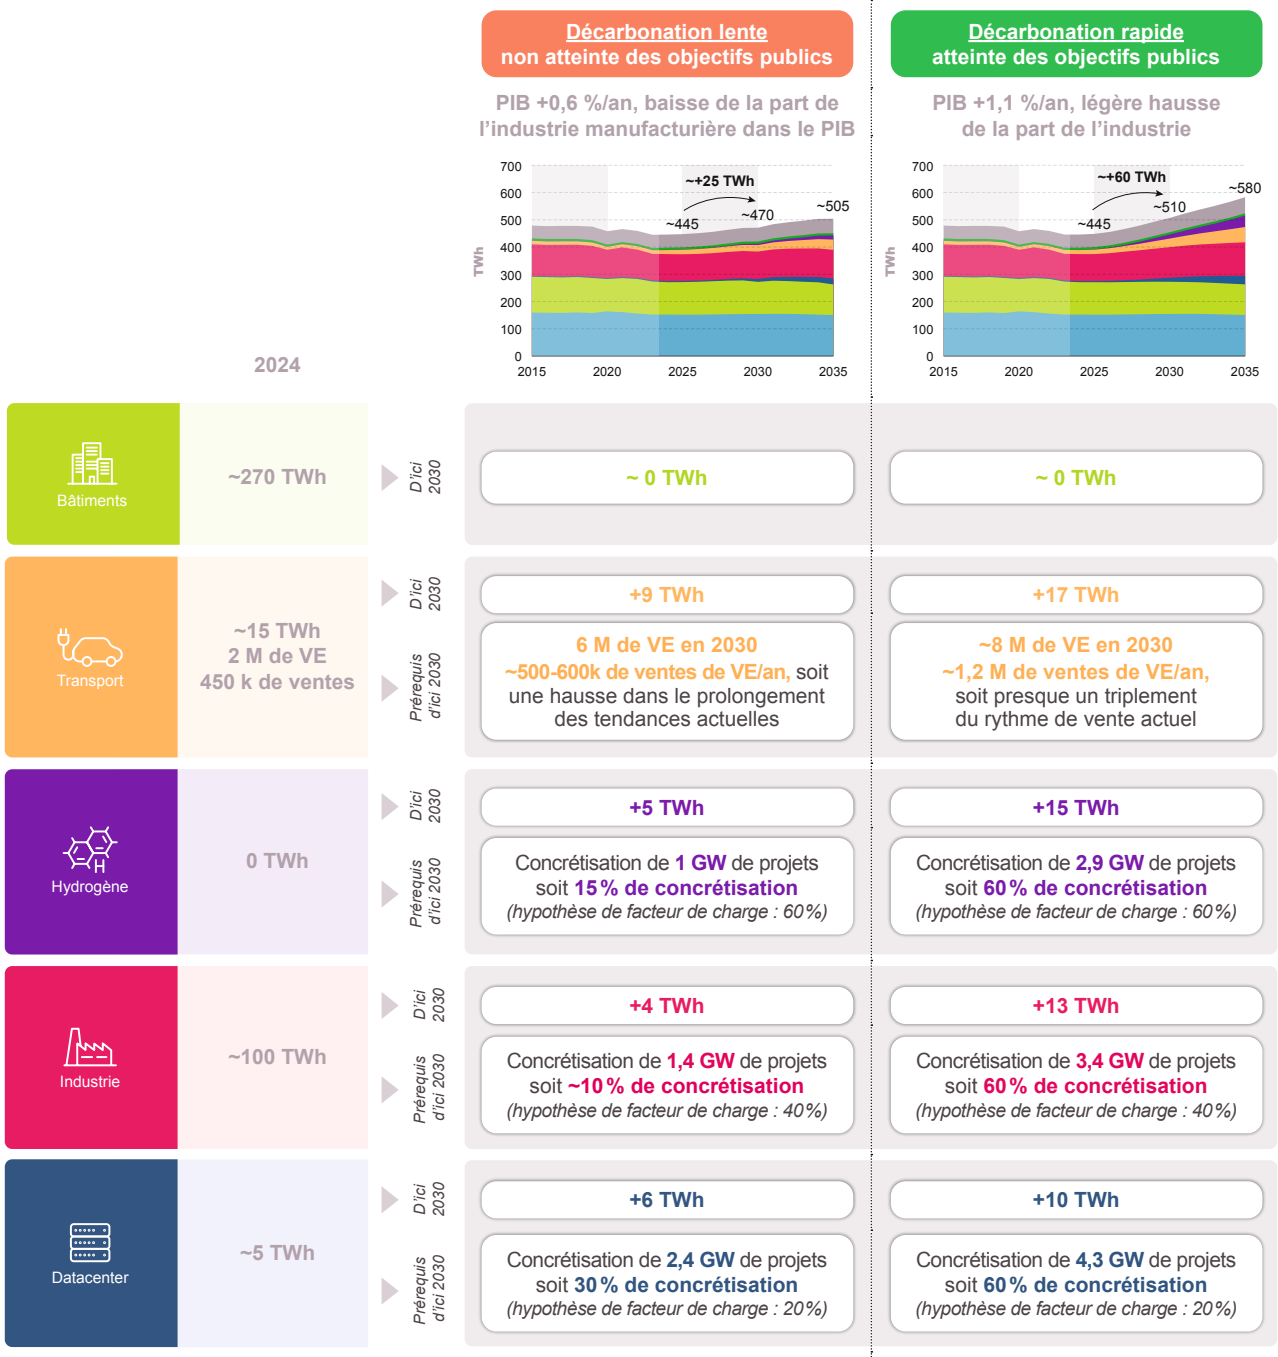 Décarbonation lente
non atteinte des objectifs publics
Décarbonation rapide
atteinte des objectifs publics
PIB +0,6 %/an, baisse de la part de
l'industrie manufacturière dans le PIB
PIB +1,1 %/an, légère hausse
de la part de l'industrie
700
600
500
400
300
200
100
0
TWh
~+25 TWh
~445
~470
~505
2015
2020
2025
2030
2035
700
600
500
400
300
200
100
0
TWh
~+60 TWh
~445
~510
~580
2015
2020
2025
2030
2035
2024
Bâtiments
~270 TWh
D'ici
2030
~ 0 TWh
~ 0 TWh
Transport
~15 TWh
2 M de VE
450 k de ventes
D'ici
2030
+9 TWh
+17 TWh
Prérequis
d'ici 2030
6 M de VE en 2030
~500-600k de ventes de VE/an, soit
une hausse dans le prolongement
des tendances actuelles
~8 M de VE en 2030
~1,2 M de ventes de VE/an,
soit presque un triplement
du rythme de vente actuel
H
Hydrogène
0 TWh
D'ici
2030
+5 TWh
+15 TWh
Prérequis
d'ici 2030
Concrétisation de 1 GW de projets
soit 15 % de concrétisation
(hypothèse de facteur de charge : 60 %)
Concrétisation de 2,9 GW de projets
soit 60 % de concrétisation
(hypothèse de facteur de charge : 60 %)
Industrie
~100 TWh
D'ici
2030
+4 TWh
+13 TWh
Prérequis
d'ici 2030
Concrétisation de 1,4 GW de projets
soit ~10 % de concrétisation
(hypothèse de facteur de charge : 40 %)
Concrétisation de 3,4 GW de projets
soit 60 % de concrétisation
(hypothèse de facteur de charge : 40 %)
Datacenter
~5 TWh
D'ici
2030
+6 TWh
+10 TWh
Prérequis
d'ici 2030
Concrétisation de 2,4 GW de projets
soit 30 % de concrétisation
(hypothèse de facteur de charge : 20 %)
Concrétisation de 4,3 GW de projets
soit 60 % de concrétisation
(hypothèse de facteur de charge : 20 %)